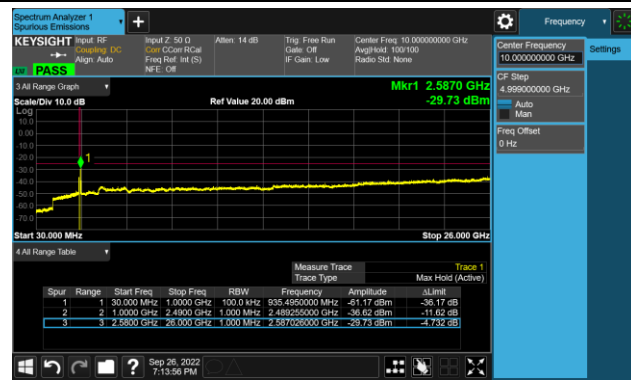 Spectrum Analyzer 1
Spurious Emissions
Frequency
KEYSIGHT
Input: RF
Coupling: DC
Align: Auto
Input Z: 50 Ω
Corr CCorr RCal
Freq Ref: Int (S)
NFE: Off
Atten: 14 dB
Trig: Free Run
Gate: Off
IF Gain: Low
Center Freq: 10.000000000 GHz
Avg|Hold: 100/100
Radio Std: None
PASS
Center Frequency
10.000000000 GHz
Settings
CF Step
4.999000000 GHz
Auto
Man
Freq Offset
0 Hz
3 All Range Graph
Mkr1 2.5870 GHz
Scale/Div 10.0 dB
Ref Value 20.00 dBm
-29.73 dBm
Log
10.0
0.00
-10.0
-20.0
-30.0
-40.0
-50.0
-60.0
-70.0
1
Start 30.000 MHz
Stop 26.000 GHz
4 All Range Table
Measure Trace Trace 1
Trace Type Max Hold (Active)
Spur Range Start Freq Stop Freq RBW Frequency Amplitude ΔLimit
1 1 30.000 MHz 1.0000 GHz 100.0 kHz 935.4950000 MHz -61.17 dBm -36.17 dB
2 2 1.0000 GHz 2.4900 GHz 1.000 MHz 2.489255000 GHz -36.62 dBm -11.62 dB
3 3 2.5800 GHz 26.000 GHz 1.000 MHz 2.587026000 GHz -29.73 dBm -4.732 dB
?
Sep 26, 2022
7:13:56 PM